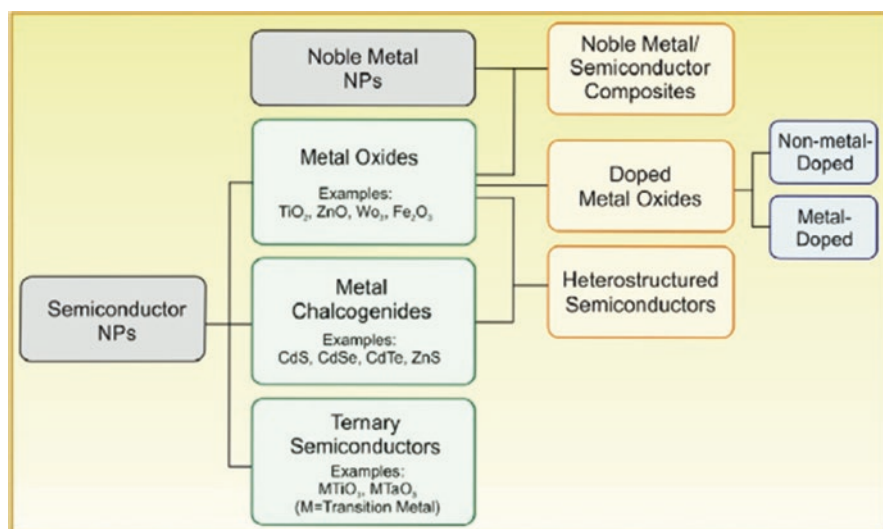 Noble Metal
NPs
Noble Metal/
Semiconductor
Composites
Metal Oxides
Examples:
TiO₂, ZnO, Wo₃, Fe₂O₃
Doped
Metal Oxides
Non-metal-
Doped
Metal-
Doped
Semiconductor
NPs
Metal
Chalcogenides
Examples:
CdS, CdSe, CdTe, ZnS
Heterostructured
Semiconductors
Ternary
Semiconductors
Examples:
MTiO₃, MTaO₃
(M=Transition Metal)